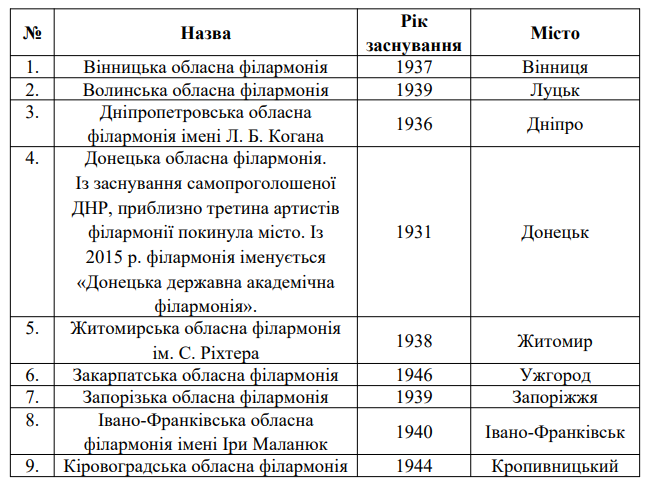 № Назва Рік заснування Місто
1. Вінницька обласна філармонія 1937 Вінниця
2. Волинська обласна філармонія 1939 Луцьк
3. Дніпропетровська обласна
філармонія імені Л. Б. Когана 1936 Дніпро
4. Донецька обласна філармонія.
Із заснування самопроголошеної
ДНР, приблизно третина артистів
філармонії покинула місто. Із
2015 р. філармонія іменується
«Донецька державна академічна
філармонія». 1931 Донецьк
5. Житомирська обласна філармонія
ім. С. Ріхтера 1938 Житомир
6. Закарпатська обласна філармонія 1946 Ужгород
7. Запорізька обласна філармонія 1939 Запоріжжя
8. Івано-Франківська обласна
філармонія імені Іри Маланюк 1940 Івано-Франківськ
9. Кіровоградська обласна філармонія 1944 Кропивницький